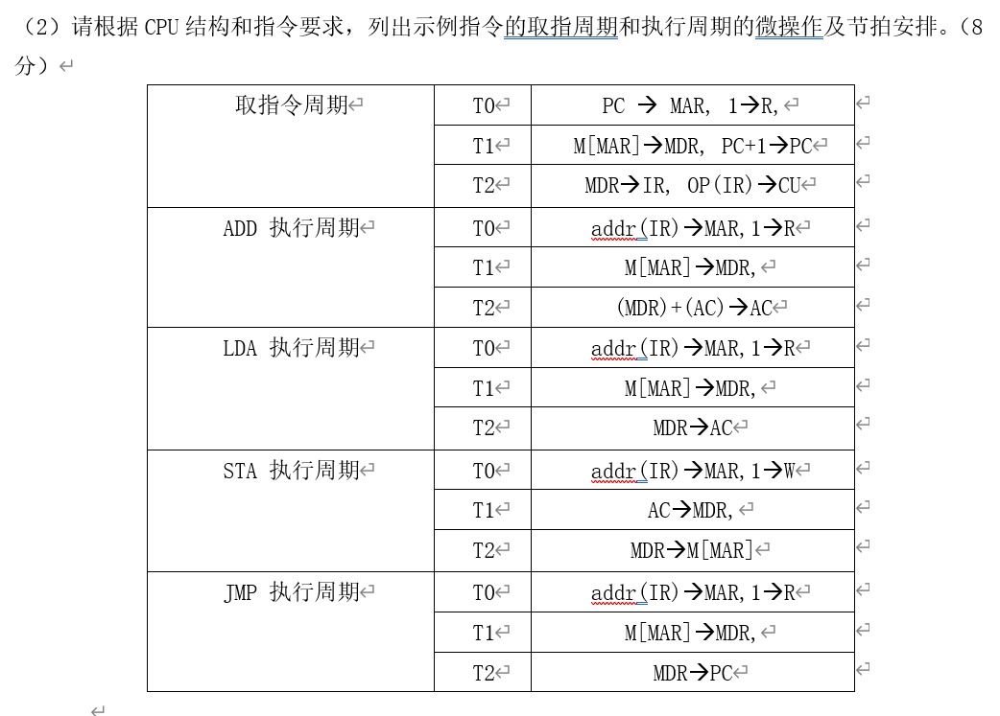 （2）请根据 CPU 结构和指令要求，列出示例指令的取指周期和执行周期的微操作及节拍安排。（8
分）↵
取指令周期↵ T0↵ PC → MAR, 1→R,↵
T1↵ M[MAR]→MDR, PC+1→PC↵
T2↵ MDR→IR, OP(IR)→CU↵
ADD 执行周期↵ T0↵ addr(IR)→MAR,1→R↵
T1↵ M[MAR]→MDR,↵
T2↵ (MDR)+(AC)→AC↵
LDA 执行周期↵ T0↵ addr(IR)→MAR,1→R↵
T1↵ M[MAR]→MDR,↵
T2↵ MDR→AC↵
STA 执行周期↵ T0↵ addr(IR)→MAR,1→W↵
T1↵ AC→MDR,↵
T2↵ MDR→M[MAR]↵
JMP 执行周期↵ T0↵ addr(IR)→MAR,1→R↵
T1↵ M[MAR]→MDR,↵
T2↵ MDR→PC↵